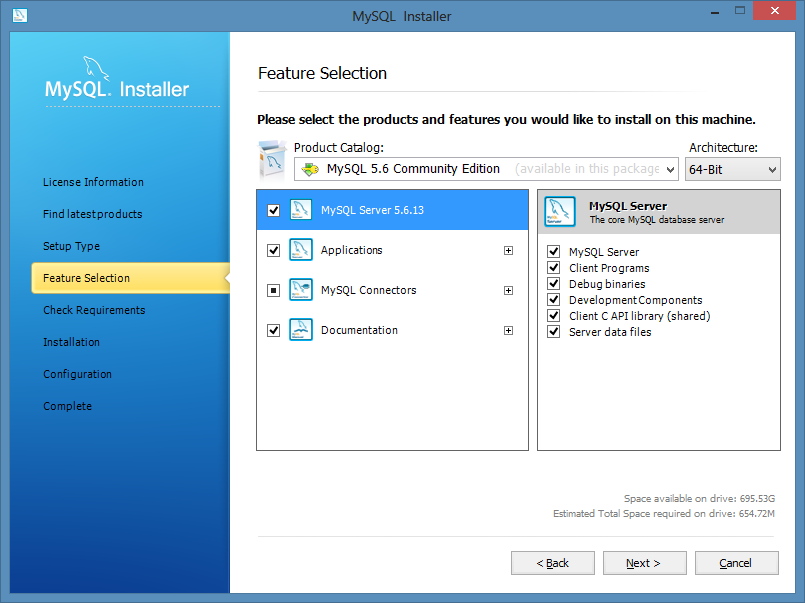 MySQL Installer
MySQL. Installer
License Information
Find latest products
Setup Type
Feature Selection
Check Requirements
Installation
Configuration
Complete
Feature Selection
Please select the products and features you would like to install on this machine.
Product Catalog:
Architecture:
MySQL 5.6 Community Edition (available in this package
64-Bit
MySQL Server 5.6.13
Applications
MySQL Connectors
Documentation
MySQL Server
The core MySQL database server
MySQL Server
Client Programs
Debug binaries
Development Components
Client C API library (shared)
Server data files
Space available on drive: 695.53G
Estimated Total Space required on drive: 654.72M
< Back
Next >
Cancel